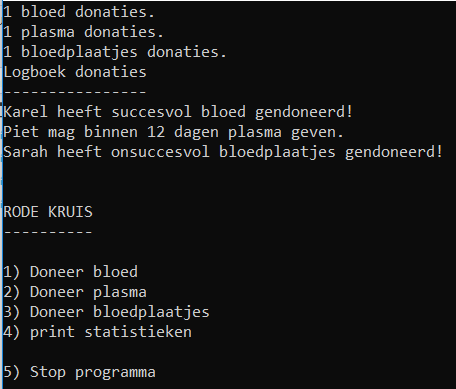 1 bloed donaties.
1 plasma donaties.
1 bloedplaatjes donaties.
Logboek donaties
----------------
Karel heeft succesvol bloed gendoneerd!
Piet mag binnen 12 dagen plasma geven.
Sarah heeft onsuccesvol bloedplaatjes gendoneerd!
RODE KRUIS
----------
1) Doneer bloed
2) Doneer plasma
3) Doneer bloedplaatjes
4) print statistieken
5) Stop programma